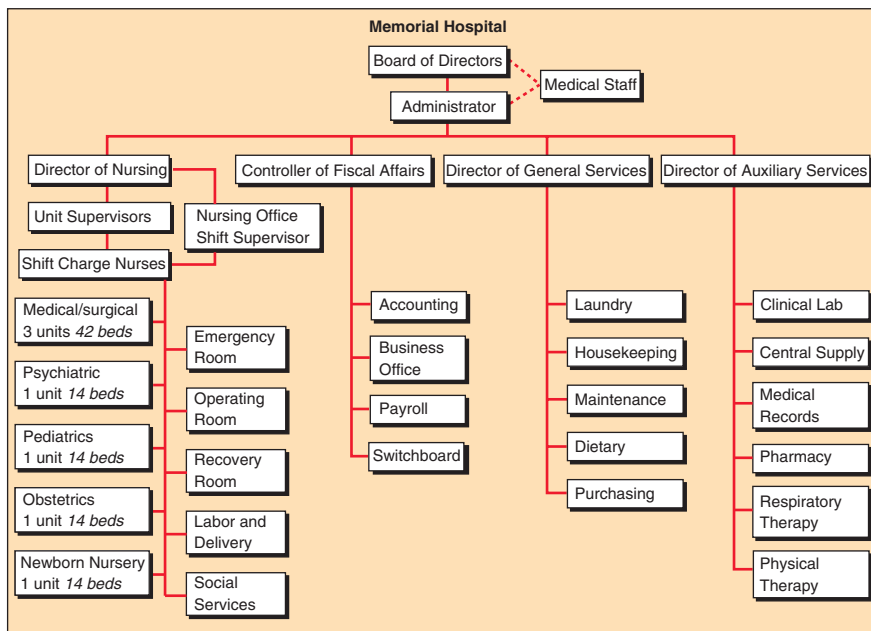 Memorial Hospital
Board of Directors
Medical Staff
Administrator
Director of Nursing
Controller of Fiscal Affairs
Director of General Services
Director of Auxiliary Services
Unit Supervisors
Nursing Office
Shift Supervisor
Shift Charge Nurses
Medical/surgical
3 units 42 beds
Psychiatric
1 unit 14 beds
Pediatrics
1 unit 14 beds
Obstetrics
1 unit 14 beds
Newborn Nursery
1 unit 14 beds
Emergency
Room
Operating
Room
Recovery
Room
Labor and
Delivery
Social
Services
Accounting
Business
Office
Payroll
Switchboard
Laundry
Housekeeping
Maintenance
Dietary
Purchasing
Clinical Lab
Central Supply
Medical
Records
Pharmacy
Respiratory
Therapy
Physical
Therapy